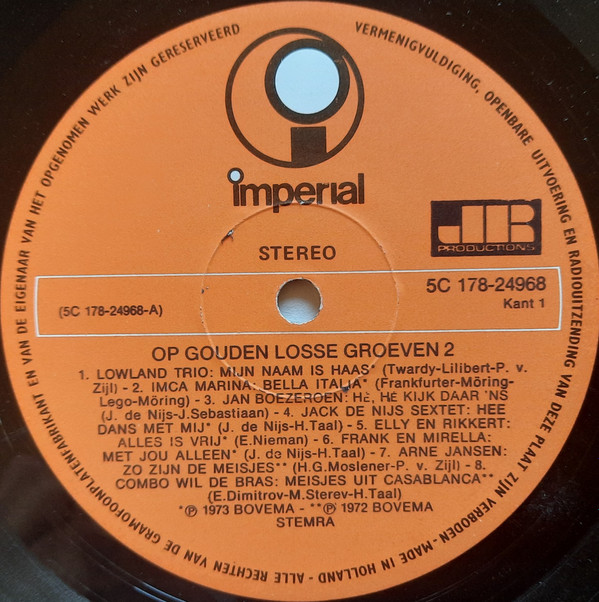 VERMENIGVULDIGING, OPENBARE UITVOERING EN RADIOUITZENDING VAN DEZE PLAAT ZIJN VERBODEN - MADE IN HOLLAND - ALLE RECHTEN VAN DE GRAMOFOONPLATENFABRIKANT EN VAN DE EIGENAAR VAN HET OPGENOMEN WERK ZIJN GERESERVEERD
imperial
JR
PRODUCTIONS
STEREO
5C 178-24968
Kant 1
(5C 178-24968-A)
OP GOUDEN LOSSE GROEVEN 2
1. LOWLAND TRIO: MIJN NAAM IS HAAS* (Twardy-Lilibert-P. v.
Zijl) - 2. IMCA MARINA: BELLA ITALIA* (Frankfurter-Möring-
Lego-Möring) - 3. JAN BOEZEROEN: HÈ, HÈ KIJK DAAR 'NS
(J. de Nijs-J.Sebastiaan) - 4. JACK DE NIJS SEXTET: HEE
DANS MET MIJ* (J. de Nijs-H.Taal) - 5. ELLY EN RIKKERT:
ALLES IS VRIJ* (E.Nieman) - 6. FRANK EN MIRELLA:
MET JOU ALLEEN* (J. de Nijs-H.Taal) - 7. ARNE JANSEN:
ZO ZIJN DE MEISJES** (H.G.Moslener-P. v. Zijl) - 8.
COMBO WIL DE BRAS: MEISJES UIT CASABLANCA**
(E.Dimitrov-M.Sterev-H.Taal)
*℗ 1973 BOVEMA - **℗ 1972 BOVEMA
STEMRA